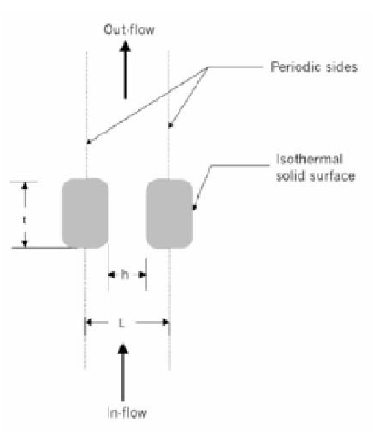 Out-flow
Periodic sides
Isothermal
solid surface
t
h
L
In-flow